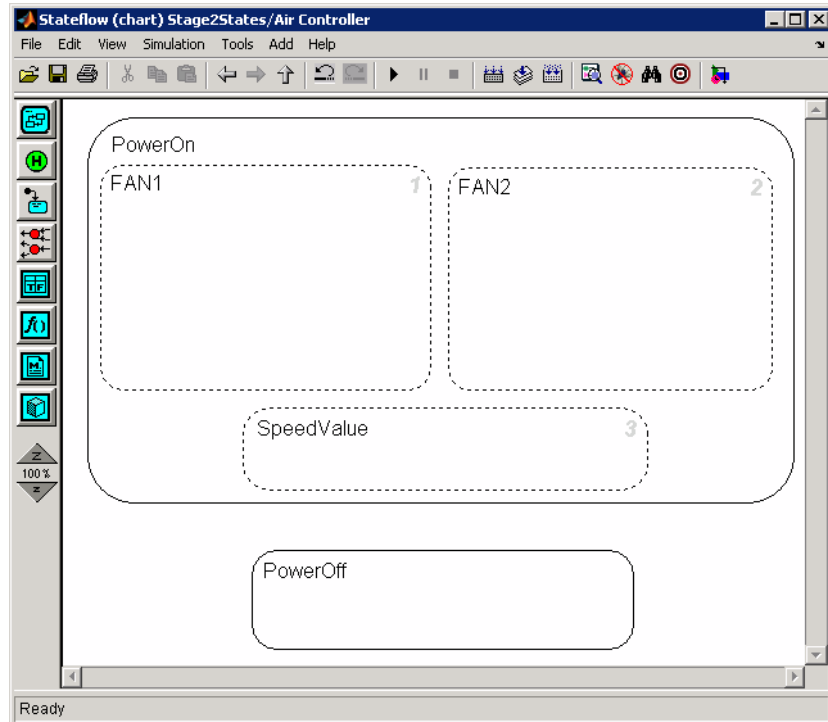 Stateflow (chart) Stage2States/Air Controller
File Edit View Simulation Tools Add Help
PowerOn
FAN1 1
FAN2 2
SpeedValue 3
PowerOff
H
TF
f()
M
Z
100 %
Z
Ready